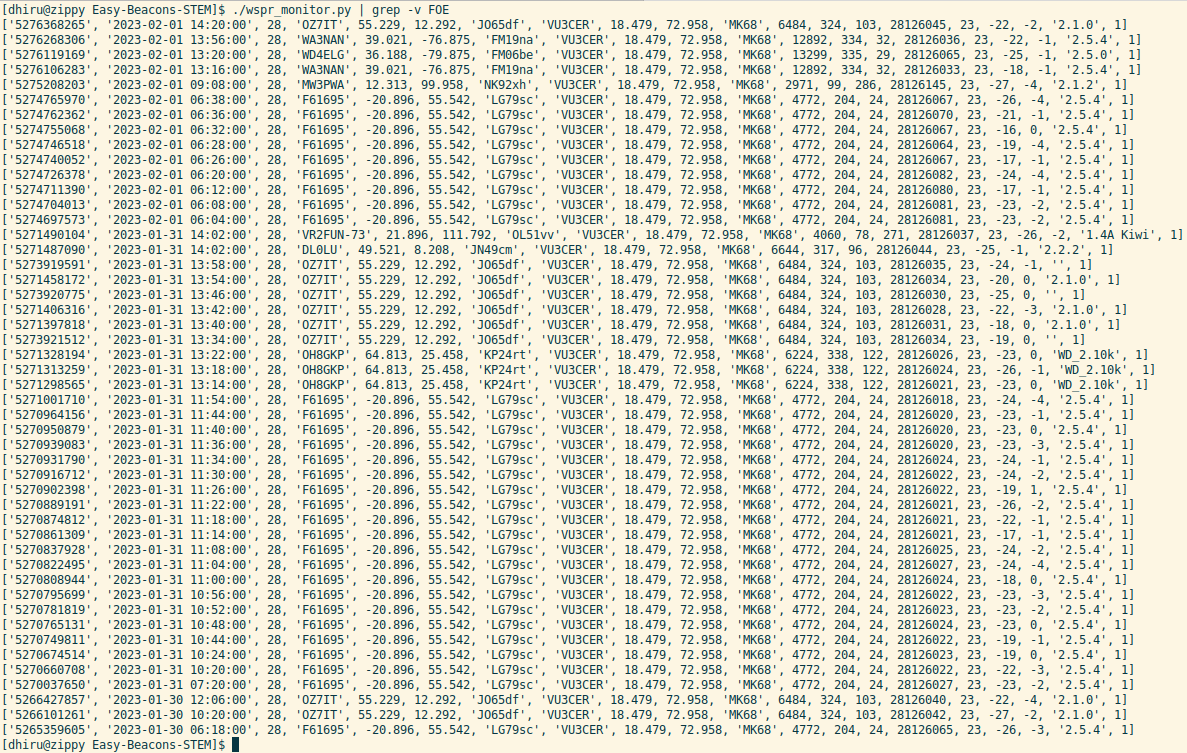 [dhiru@zippy Easy-Beacons-STEM]$ ./wspr_monitor.py | grep -v FOE
['5276368265', '2023-02-01 14:20:00', 28, 'OZ7IT', 55.229, 12.292, 'JO65df', 'VU3CER', 18.479, 72.958, 'MK68', 6484, 324, 103, 28126045, 23, -22, -2, '2.1.0', 1]
['5276268306', '2023-02-01 13:56:00', 28, 'WA3NAN', 39.021, -76.875, 'FM19na', 'VU3CER', 18.479, 72.958, 'MK68', 12892, 334, 32, 28126036, 23, -22, -1, '2.5.4', 1]
['5276119169', '2023-02-01 13:20:00', 28, 'WD4ELG', 36.188, -79.875, 'FM06be', 'VU3CER', 18.479, 72.958, 'MK68', 13299, 335, 29, 28126065, 23, -25, -1, '2.5.0', 1]
['5276106283', '2023-02-01 13:16:00', 28, 'WA3NAN', 39.021, -76.875, 'FM19na', 'VU3CER', 18.479, 72.958, 'MK68', 12892, 334, 32, 28126033, 23, -18, -1, '2.5.4', 1]
['5275208203', '2023-02-01 09:08:00', 28, 'MW3PWA', 12.313, 99.958, 'NK92xh', 'VU3CER', 18.479, 72.958, 'MK68', 2971, 99, 286, 28126145, 23, -27, -4, '2.1.2', 1]
['5274765970', '2023-02-01 06:38:00', 28, 'F61695', -20.896, 55.542, 'LG79sc', 'VU3CER', 18.479, 72.958, 'MK68', 4772, 204, 24, 28126067, 23, -26, -4, '2.5.4', 1]
['5274762362', '2023-02-01 06:36:00', 28, 'F61695', -20.896, 55.542, 'LG79sc', 'VU3CER', 18.479, 72.958, 'MK68', 4772, 204, 24, 28126070, 23, -21, -1, '2.5.4', 1]
['5274755068', '2023-02-01 06:32:00', 28, 'F61695', -20.896, 55.542, 'LG79sc', 'VU3CER', 18.479, 72.958, 'MK68', 4772, 204, 24, 28126067, 23, -16, 0, '2.5.4', 1]
['5274746518', '2023-02-01 06:28:00', 28, 'F61695', -20.896, 55.542, 'LG79sc', 'VU3CER', 18.479, 72.958, 'MK68', 4772, 204, 24, 28126064, 23, -19, -4, '2.5.4', 1]
['5274740052', '2023-02-01 06:26:00', 28, 'F61695', -20.896, 55.542, 'LG79sc', 'VU3CER', 18.479, 72.958, 'MK68', 4772, 204, 24, 28126067, 23, -17, -1, '2.5.4', 1]
['5274726378', '2023-02-01 06:20:00', 28, 'F61695', -20.896, 55.542, 'LG79sc', 'VU3CER', 18.479, 72.958, 'MK68', 4772, 204, 24, 28126082, 23, -24, -4, '2.5.4', 1]
['5274711390', '2023-02-01 06:12:00', 28, 'F61695', -20.896, 55.542, 'LG79sc', 'VU3CER', 18.479, 72.958, 'MK68', 4772, 204, 24, 28126080, 23, -17, -1, '2.5.4', 1]
['5274704013', '2023-02-01 06:08:00', 28, 'F61695', -20.896, 55.542, 'LG79sc', 'VU3CER', 18.479, 72.958, 'MK68', 4772, 204, 24, 28126081, 23, -23, -2, '2.5.4', 1]
['5274697573', '2023-02-01 06:04:00', 28, 'F61695', -20.896, 55.542, 'LG79sc', 'VU3CER', 18.479, 72.958, 'MK68', 4772, 204, 24, 28126081, 23, -23, -2, '2.5.4', 1]
['5271490104', '2023-01-31 14:02:00', 28, 'VR2FUN-73', 21.896, 111.792, 'OL51vv', 'VU3CER', 18.479, 72.958, 'MK68', 4060, 78, 271, 28126037, 23, -26, -2, '1.4A Kiwi', 1]
['5271487090', '2023-01-31 14:02:00', 28, 'DL0LU', 49.521, 8.208, 'JN49cm', 'VU3CER', 18.479, 72.958, 'MK68', 6644, 317, 96, 28126044, 23, -25, -1, '2.2.2', 1]
['5273919591', '2023-01-31 13:58:00', 28, 'OZ7IT', 55.229, 12.292, 'JO65df', 'VU3CER', 18.479, 72.958, 'MK68', 6484, 324, 103, 28126035, 23, -24, -1, '', 1]
['5271458172', '2023-01-31 13:54:00', 28, 'OZ7IT', 55.229, 12.292, 'JO65df', 'VU3CER', 18.479, 72.958, 'MK68', 6484, 324, 103, 28126034, 23, -20, 0, '2.1.0', 1]
['5273920775', '2023-01-31 13:46:00', 28, 'OZ7IT', 55.229, 12.292, 'JO65df', 'VU3CER', 18.479, 72.958, 'MK68', 6484, 324, 103, 28126030, 23, -25, 0, '', 1]
['5271406316', '2023-01-31 13:42:00', 28, 'OZ7IT', 55.229, 12.292, 'JO65df', 'VU3CER', 18.479, 72.958, 'MK68', 6484, 324, 103, 28126028, 23, -22, -3, '2.1.0', 1]
['5271397818', '2023-01-31 13:40:00', 28, 'OZ7IT', 55.229, 12.292, 'JO65df', 'VU3CER', 18.479, 72.958, 'MK68', 6484, 324, 103, 28126031, 23, -18, 0, '2.1.0', 1]
['5273921512', '2023-01-31 13:34:00', 28, 'OZ7IT', 55.229, 12.292, 'JO65df', 'VU3CER', 18.479, 72.958, 'MK68', 6484, 324, 103, 28126034, 23, -19, 0, '', 1]
['5271328194', '2023-01-31 13:22:00', 28, 'OH8GKP', 64.813, 25.458, 'KP24rt', 'VU3CER', 18.479, 72.958, 'MK68', 6224, 338, 122, 28126026, 23, -23, 0, 'WD_2.10k', 1]
['5271313259', '2023-01-31 13:18:00', 28, 'OH8GKP', 64.813, 25.458, 'KP24rt', 'VU3CER', 18.479, 72.958, 'MK68', 6224, 338, 122, 28126024, 23, -26, -1, 'WD_2.10k', 1]
['5271298565', '2023-01-31 13:14:00', 28, 'OH8GKP', 64.813, 25.458, 'KP24rt', 'VU3CER', 18.479, 72.958, 'MK68', 6224, 338, 122, 28126021, 23, -23, 0, 'WD_2.10k', 1]
['5271001710', '2023-01-31 11:54:00', 28, 'F61695', -20.896, 55.542, 'LG79sc', 'VU3CER', 18.479, 72.958, 'MK68', 4772, 204, 24, 28126018, 23, -24, -4, '2.5.4', 1]
['5270964156', '2023-01-31 11:44:00', 28, 'F61695', -20.896, 55.542, 'LG79sc', 'VU3CER', 18.479, 72.958, 'MK68', 4772, 204, 24, 28126020, 23, -23, -1, '2.5.4', 1]
['5270950879', '2023-01-31 11:40:00', 28, 'F61695', -20.896, 55.542, 'LG79sc', 'VU3CER', 18.479, 72.958, 'MK68', 4772, 204, 24, 28126020, 23, -23, 0, '2.5.4', 1]
['5270939083', '2023-01-31 11:36:00', 28, 'F61695', -20.896, 55.542, 'LG79sc', 'VU3CER', 18.479, 72.958, 'MK68', 4772, 204, 24, 28126020, 23, -23, -3, '2.5.4', 1]
['5270931790', '2023-01-31 11:34:00', 28, 'F61695', -20.896, 55.542, 'LG79sc', 'VU3CER', 18.479, 72.958, 'MK68', 4772, 204, 24, 28126024, 23, -24, -1, '2.5.4', 1]
['5270916712', '2023-01-31 11:30:00', 28, 'F61695', -20.896, 55.542, 'LG79sc', 'VU3CER', 18.479, 72.958, 'MK68', 4772, 204, 24, 28126022, 23, -24, -2, '2.5.4', 1]
['5270902398', '2023-01-31 11:26:00', 28, 'F61695', -20.896, 55.542, 'LG79sc', 'VU3CER', 18.479, 72.958, 'MK68', 4772, 204, 24, 28126022, 23, -19, 1, '2.5.4', 1]
['5270889191', '2023-01-31 11:22:00', 28, 'F61695', -20.896, 55.542, 'LG79sc', 'VU3CER', 18.479, 72.958, 'MK68', 4772, 204, 24, 28126021, 23, -26, -2, '2.5.4', 1]
['5270874812', '2023-01-31 11:18:00', 28, 'F61695', -20.896, 55.542, 'LG79sc', 'VU3CER', 18.479, 72.958, 'MK68', 4772, 204, 24, 28126021, 23, -22, -1, '2.5.4', 1]
['5270861309', '2023-01-31 11:14:00', 28, 'F61695', -20.896, 55.542, 'LG79sc', 'VU3CER', 18.479, 72.958, 'MK68', 4772, 204, 24, 28126021, 23, -17, -1, '2.5.4', 1]
['5270837928', '2023-01-31 11:08:00', 28, 'F61695', -20.896, 55.542, 'LG79sc', 'VU3CER', 18.479, 72.958, 'MK68', 4772, 204, 24, 28126025, 23, -24, -2, '2.5.4', 1]
['5270822495', '2023-01-31 11:04:00', 28, 'F61695', -20.896, 55.542, 'LG79sc', 'VU3CER', 18.479, 72.958, 'MK68', 4772, 204, 24, 28126027, 23, -24, -4, '2.5.4', 1]
['5270808944', '2023-01-31 11:00:00', 28, 'F61695', -20.896, 55.542, 'LG79sc', 'VU3CER', 18.479, 72.958, 'MK68', 4772, 204, 24, 28126024, 23, -18, 0, '2.5.4', 1]
['5270795699', '2023-01-31 10:56:00', 28, 'F61695', -20.896, 55.542, 'LG79sc', 'VU3CER', 18.479, 72.958, 'MK68', 4772, 204, 24, 28126022, 23, -23, -3, '2.5.4', 1]
['5270781819', '2023-01-31 10:52:00', 28, 'F61695', -20.896, 55.542, 'LG79sc', 'VU3CER', 18.479, 72.958, 'MK68', 4772, 204, 24, 28126023, 23, -23, -2, '2.5.4', 1]
['5270765131', '2023-01-31 10:48:00', 28, 'F61695', -20.896, 55.542, 'LG79sc', 'VU3CER', 18.479, 72.958, 'MK68', 4772, 204, 24, 28126024, 23, -23, 0, '2.5.4', 1]
['5270749811', '2023-01-31 10:44:00', 28, 'F61695', -20.896, 55.542, 'LG79sc', 'VU3CER', 18.479, 72.958, 'MK68', 4772, 204, 24, 28126022, 23, -19, -1, '2.5.4', 1]
['5270674514', '2023-01-31 10:24:00', 28, 'F61695', -20.896, 55.542, 'LG79sc', 'VU3CER', 18.479, 72.958, 'MK68', 4772, 204, 24, 28126023, 23, -19, 0, '2.5.4', 1]
['5270660708', '2023-01-31 10:20:00', 28, 'F61695', -20.896, 55.542, 'LG79sc', 'VU3CER', 18.479, 72.958, 'MK68', 4772, 204, 24, 28126022, 23, -22, -3, '2.5.4', 1]
['5270037650', '2023-01-31 07:20:00', 28, 'F61695', -20.896, 55.542, 'LG79sc', 'VU3CER', 18.479, 72.958, 'MK68', 4772, 204, 24, 28126027, 23, -23, -2, '2.5.4', 1]
['5266427857', '2023-01-30 12:06:00', 28, 'OZ7IT', 55.229, 12.292, 'JO65df', 'VU3CER', 18.479, 72.958, 'MK68', 6484, 324, 103, 28126040, 23, -22, -4, '2.1.0', 1]
['5266101261', '2023-01-30 10:20:00', 28, 'OZ7IT', 55.229, 12.292, 'JO65df', 'VU3CER', 18.479, 72.958, 'MK68', 6484, 324, 103, 28126042, 23, -27, -2, '2.1.0', 1]
['5265359605', '2023-01-30 06:18:00', 28, 'F61695', -20.896, 55.542, 'LG79sc', 'VU3CER', 18.479, 72.958, 'MK68', 4772, 204, 24, 28126065, 23, -26, -3, '2.5.4', 1]
[dhiru@zippy Easy-Beacons-STEM]$